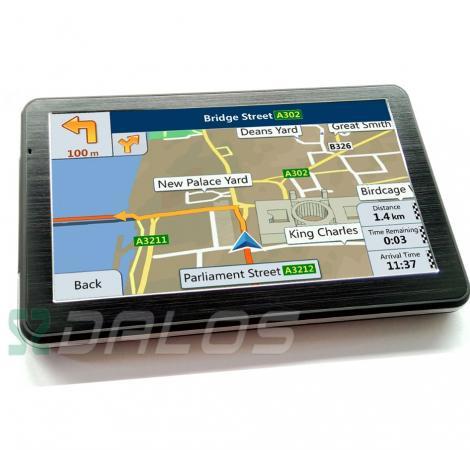 Bridge Street A302
100 m
Deans Yard
Great Smith
B326
A302
New Palace Yard
Birdcage
Distance
1.4 km
A3211
King Charles
Time Remaining
0:03
Parliament Street A3212
Arrival Time
11:37
Back
DALOS